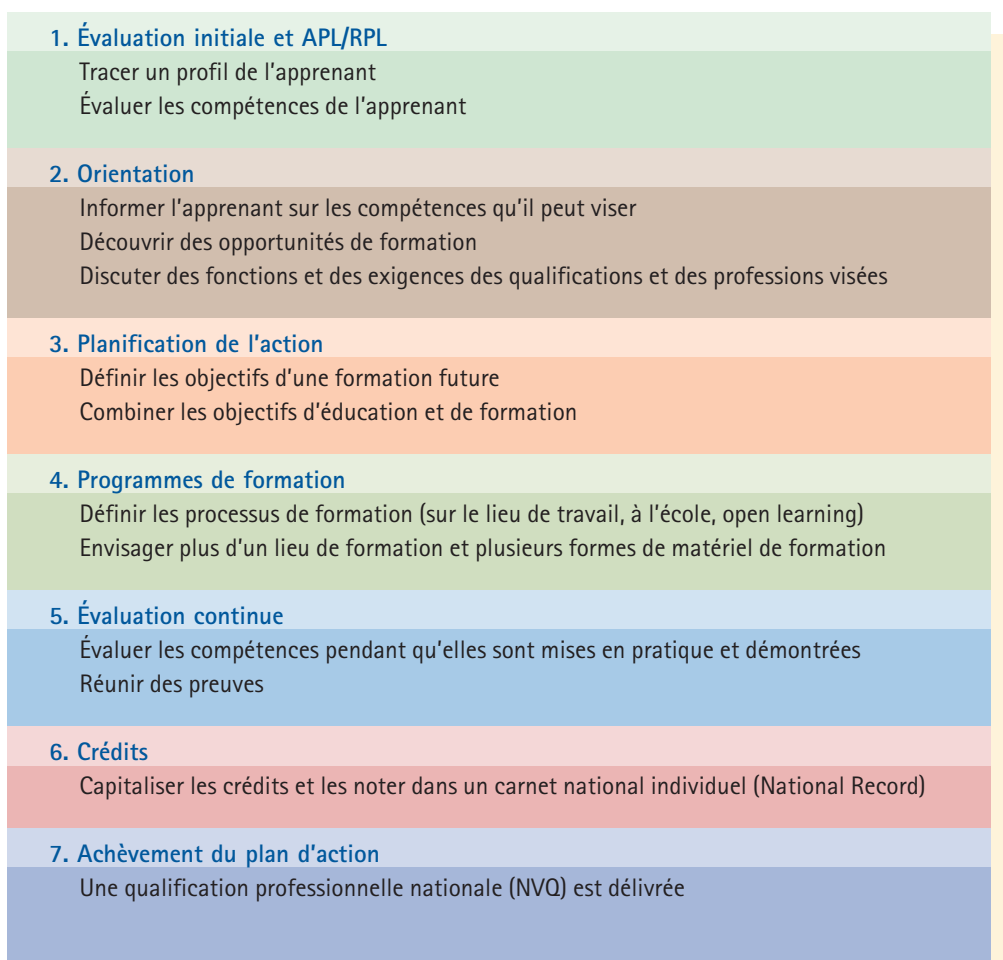 1. Évaluation initiale et APL/RPL
Tracer un profil de l'apprenant
Évaluer les compétences de l'apprenant
2. Orientation
Informer l'apprenant sur les compétences qu'il peut viser
Découvrir des opportunités de formation
Discuter des fonctions et des exigences des qualifications et des professions visées
3. Planification de l'action
Définir les objectifs d'une formation future
Combiner les objectifs d'éducation et de formation
4. Programmes de formation
Définir les processus de formation (sur le lieu de travail, à l'école, open learning)
Envisager plus d'un lieu de formation et plusieurs formes de matériel de formation
5. Évaluation continue
Évaluer les compétences pendant qu'elles sont mises en pratique et démontrées
Réunir des preuves
6. Crédits
Capitaliser les crédits et les noter dans un carnet national individuel (National Record)
7. Achèvement du plan d'action
Une qualification professionnelle nationale (NVQ) est délivrée